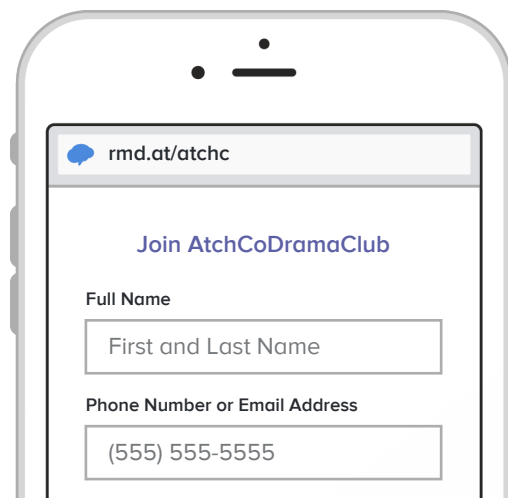 rmd.at/atchc
Join AtchCoDramaClub
Full Name
First and Last Name
Phone Number or Email Address
(555) 555-5555